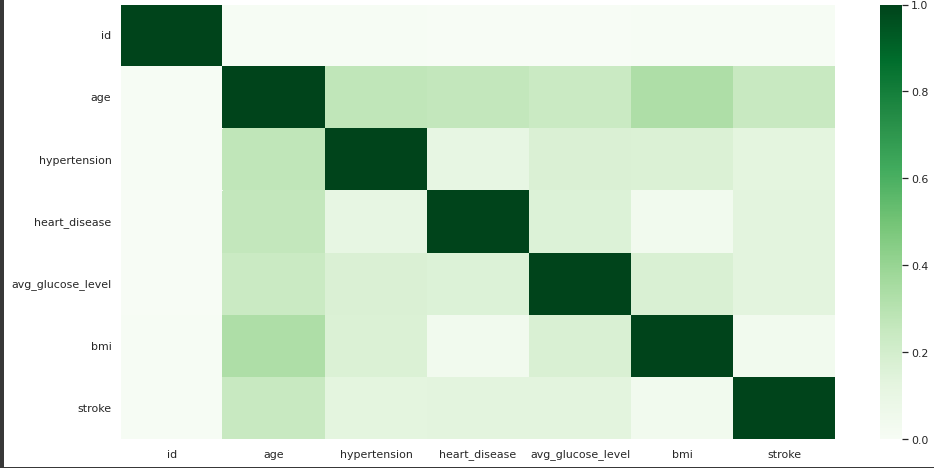 id
age
hypertension
heart_disease
avg_glucose_level
bmi
stroke
id age hypertension heart_disease avg_glucose_level bmi stroke
1.0
0.8
0.6
0.4
0.2
0.0